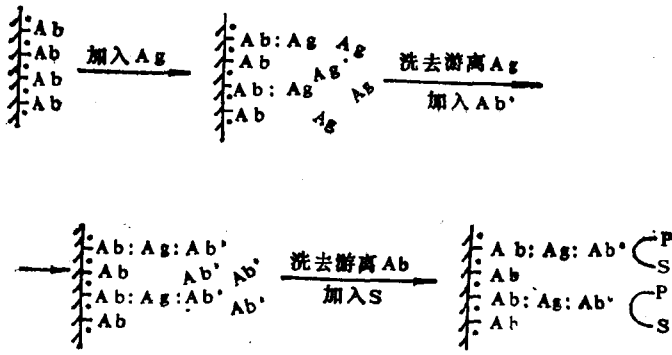 Ab
Ab
Ab
Ab
加入Ag
Ab: Ag
Ab
Ab: Ag
Ab
Ag
Ag
Ag
Ag
洗去游离Ag
加入Ab*
Ab: Ag: Ab*
Ab
Ab: Ag: Ab*
Ab
Ab*
Ab*
Ab*
洗去游离Ab
加入S
Ab: Ag: Ab*
Ab
Ab: Ag: Ab*
Ab
P
S
P
S